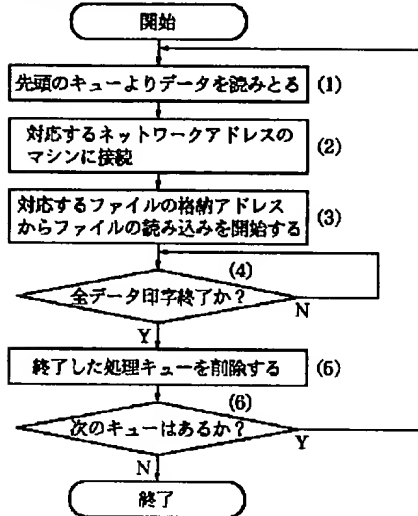 開始
先頭のキューよりデータを読みとる (1)
対応するネットワークアドレスの
マシンに接続 (2)
対応するファイルの格納アドレス
からファイルの読み込みを開始する (3)
(4)
全データ印字終了か?
N
Y
終了した処理キューを削除する (5)
(6)
次のキューはあるか?
Y
N
終了